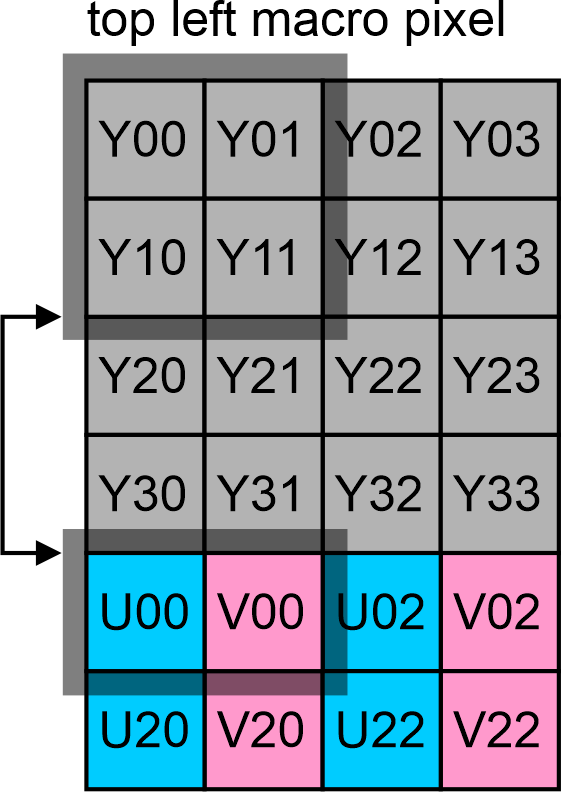 top left macro pixel
Y00 Y01 Y02 Y03
Y10 Y11 Y12 Y13
Y20 Y21 Y22 Y23
Y30 Y31 Y32 Y33
U00 V00 U02 V02
U20 V20 U22 V22